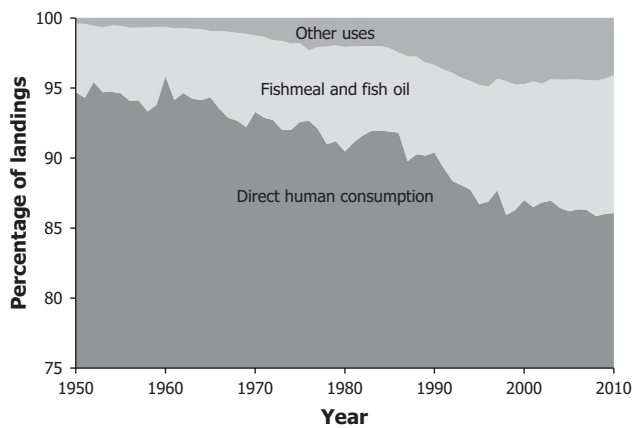 100
95
90
85
80
75
Percentage of landings
Other uses
Fishmeal and fish oil
Direct human consumption
1950
1960
1970
1980
1990
2000
2010
Year